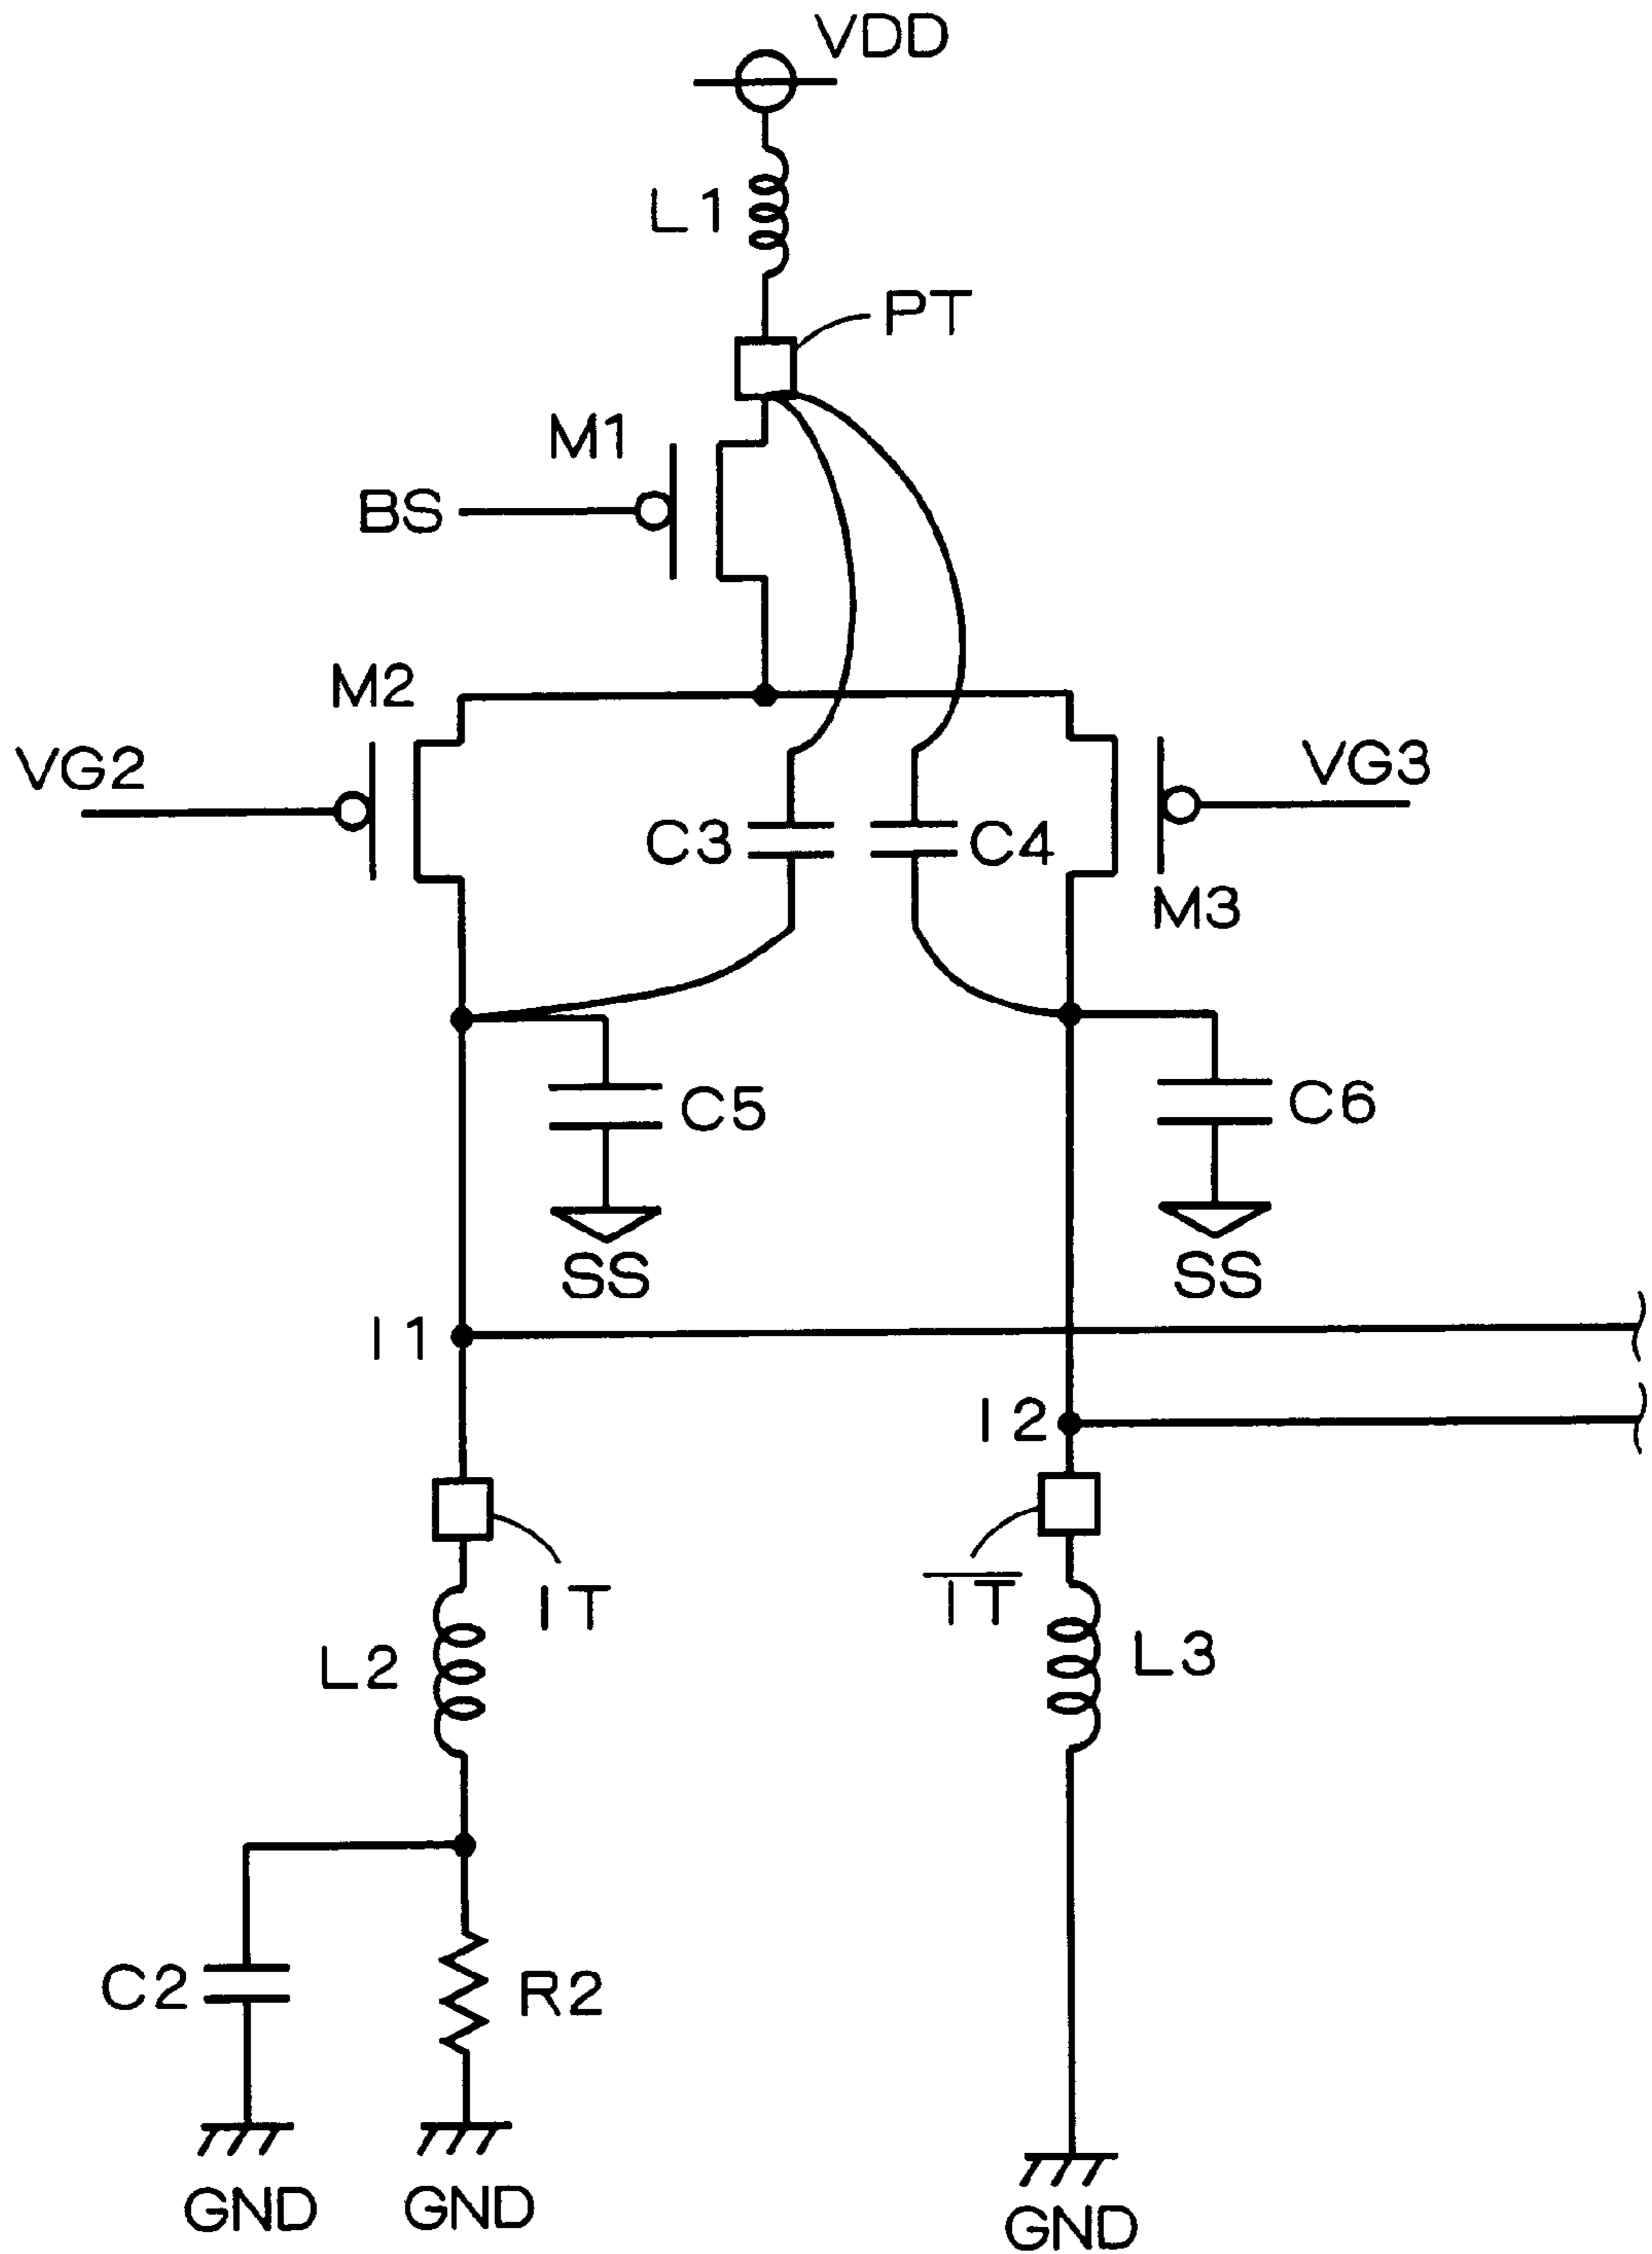 VDD
L1
PT
M1
BS
M2
VG2
VG3
C3
C4
M3
C5
C6
SS
SS
I1
I2
IT
I̅T̅
L2
L3
C2
R2
GND
GND
GND